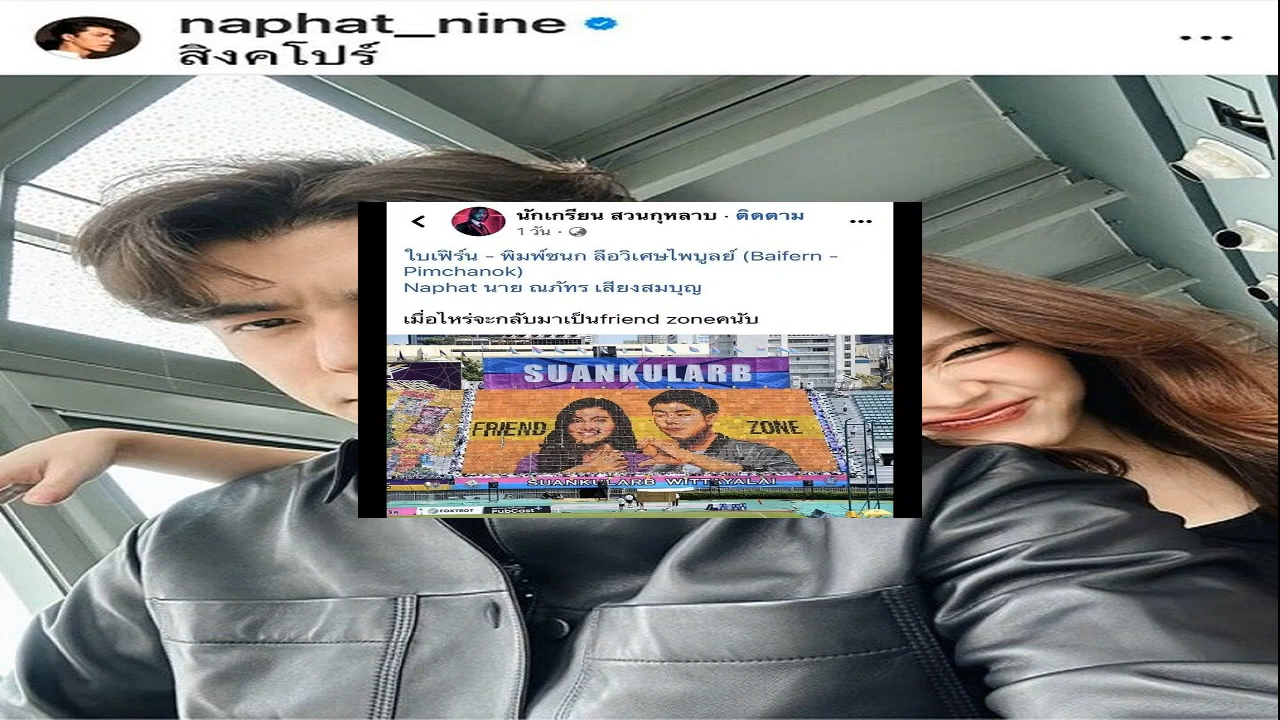 naphat_nine
สิงคโปร์
นักเกรียน สวนกุหลาบ · ติดตาม
1 วัน ·
ใบเฟิร์น - พิมพ์ชนก ลือวิเศษไพบูลย์ (Baifern -
Pimchanok)
Naphat นาย ณภัทร เสียงสมบุญ
เมื่อไหร่จะกลับมาเป็นfriend zoneคนับ
SUANKULARB
FRIEND ZONE
SUANKULARB WITTAYALAI
FOXTROT PubCast+